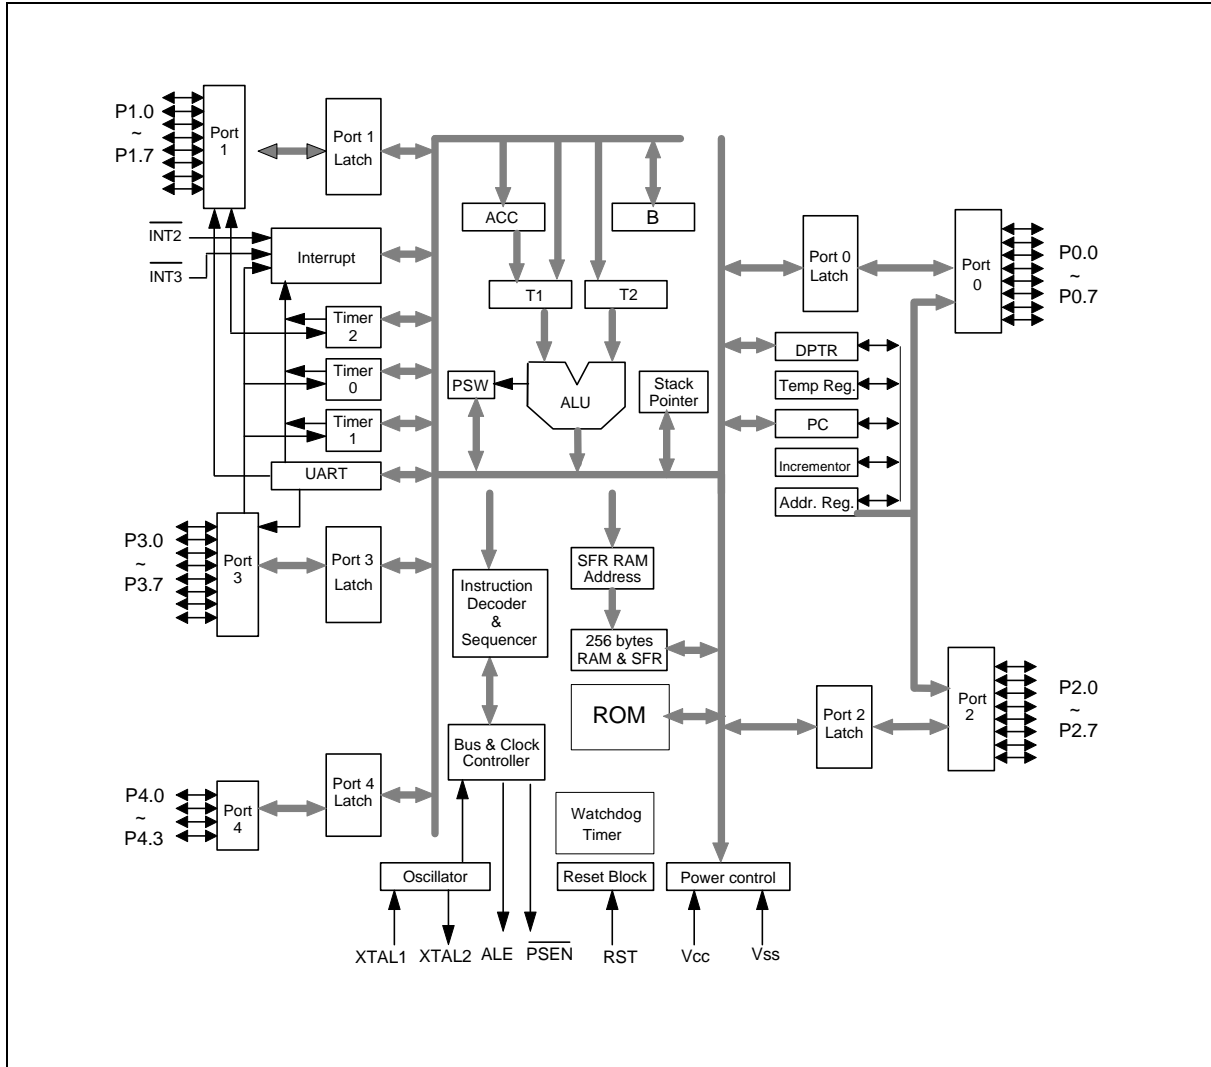 P1.0
~
P1.7
Port
1
Port 1
Latch
INT2
INT3
Interrupt
Timer
2
Timer
0
Timer
1
UART
P3.0
~
P3.7
Port
3
Port 3
Latch
P4.0
~
P4.3
Port
4
Port 4
Latch
ACC
B
T1
T2
PSW
ALU
Stack
Pointer
Instruction
Decoder
&
Sequencer
SFR RAM
Address
256 bytes
RAM & SFR
ROM
Bus & Clock
Controller
Watchdog
Timer
Oscillator
Reset Block
Power control
XTAL1
XTAL2
ALE
PSEN
RST
Vcc
Vss
Port 0
Latch
Port
0
P0.0
~
P0.7
DPTR
Temp Reg.
PC
Incrementor
Addr. Reg.
Port 2
Latch
Port
2
P2.0
~
P2.7